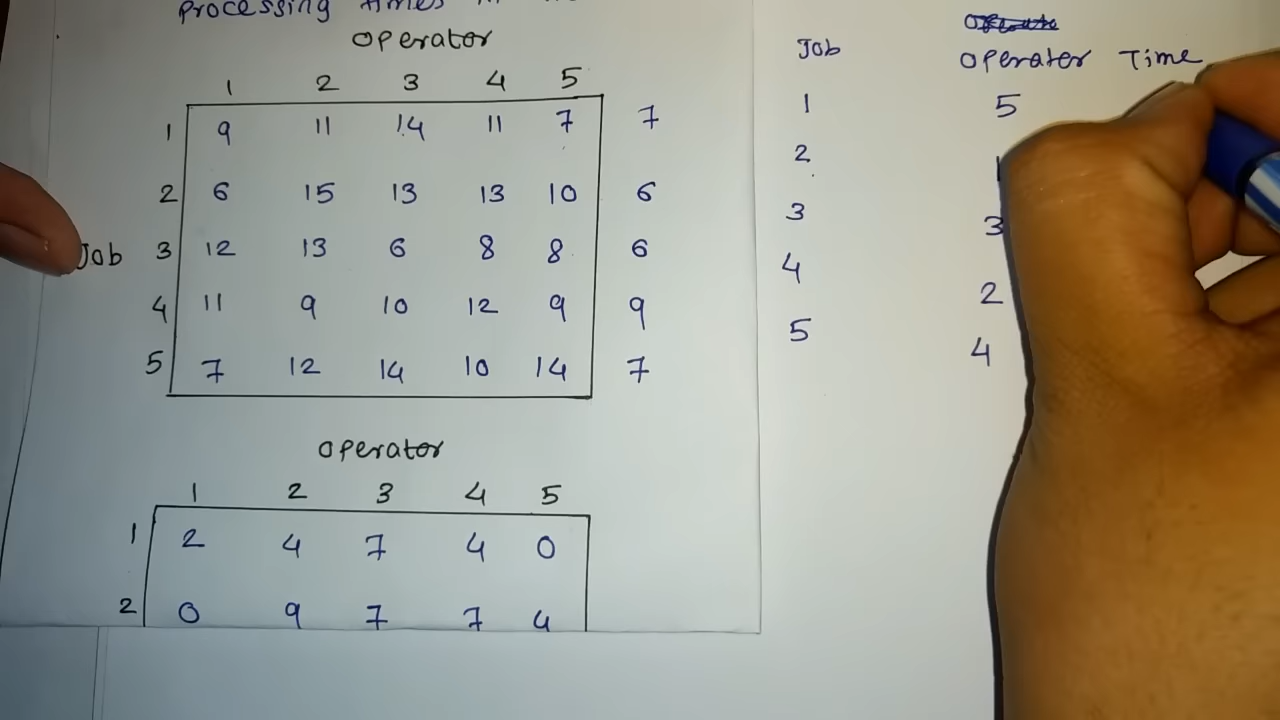 Processing times in
operator
1 2 3 4 5
1 9 11 14 11 7 7
2 6 15 13 13 10 6
Job 3 12 13 6 8 8 6
4 11 9 10 12 9 9
5 7 12 14 10 14 7
operator
1 2 3 4 5
1 2 4 7 4 0
2 0 9 7 7 4
Job operator Time
1 5
2
3 3
4 2
5 4